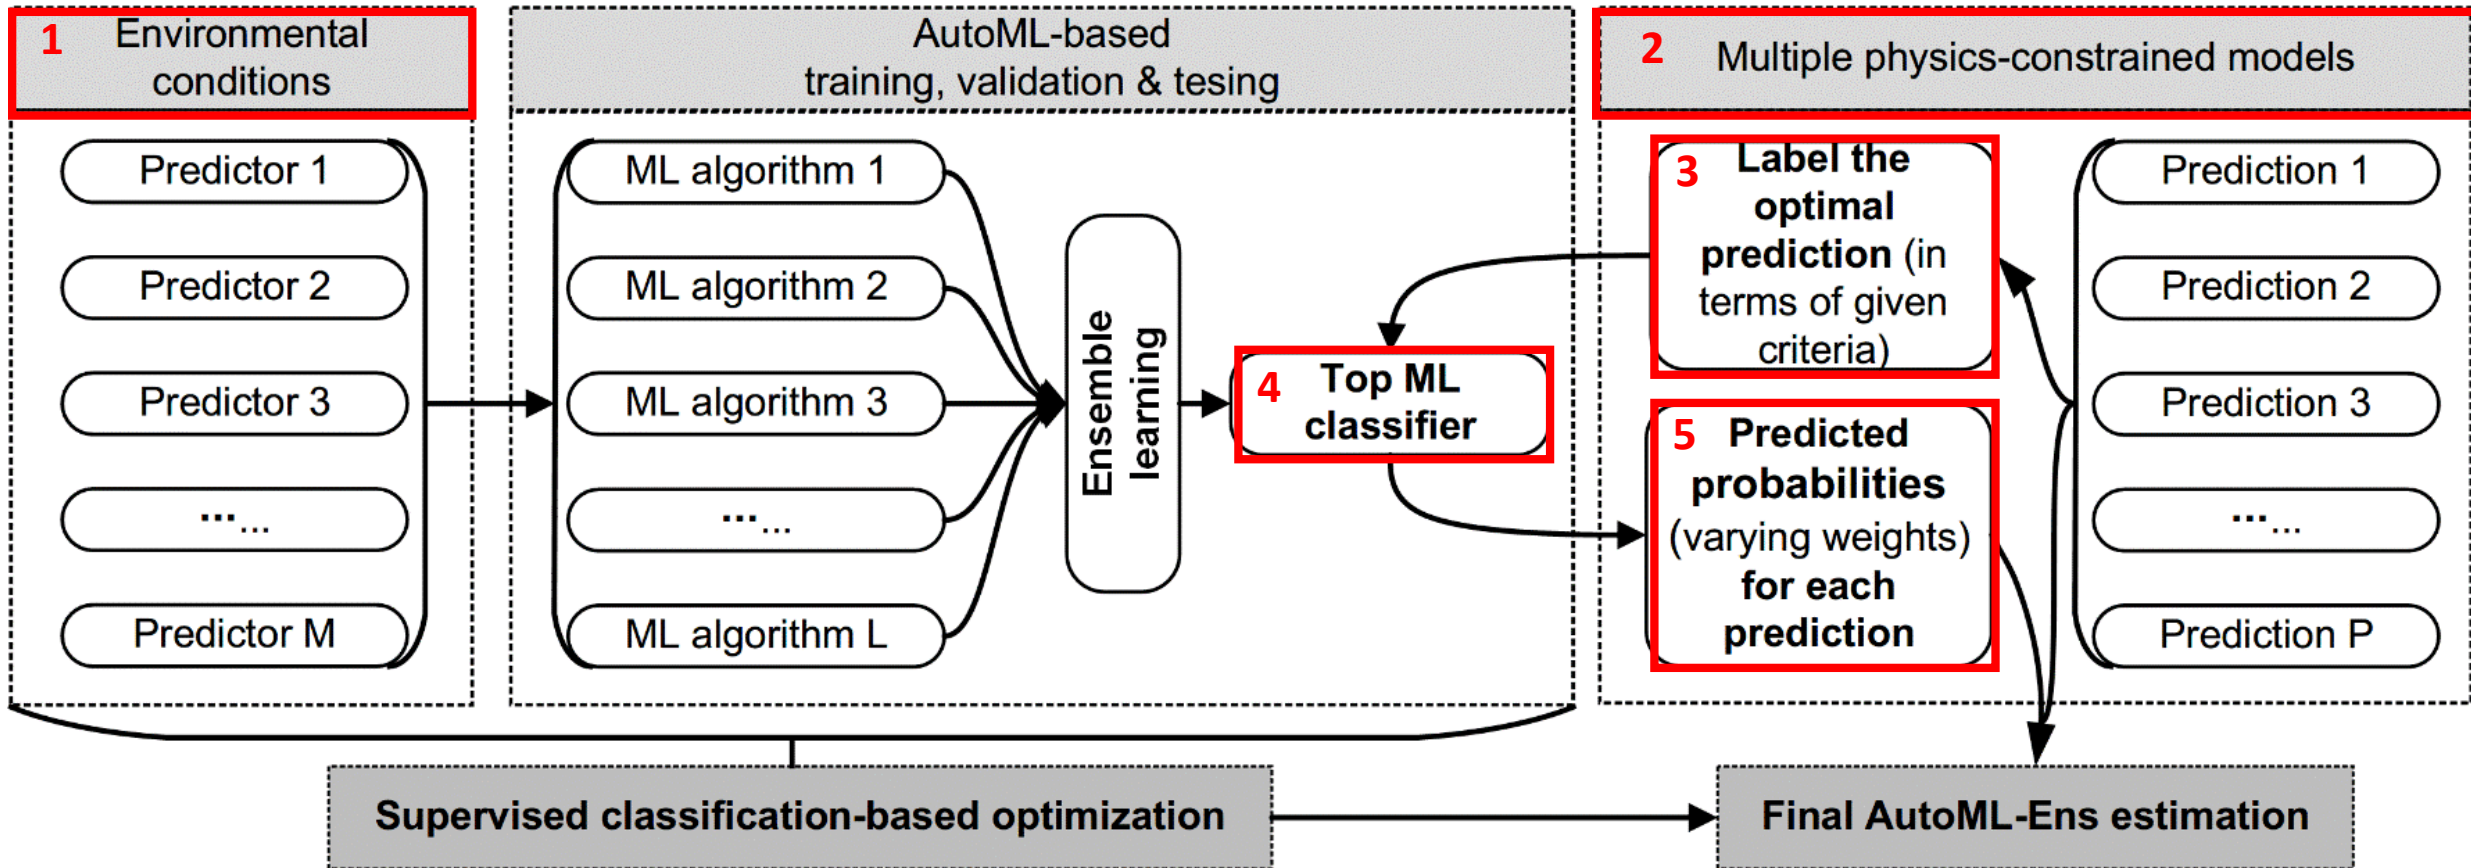 1
Environmental
conditions
Predictor 1
Predictor 2
Predictor 3
......
Predictor M
AutoML-based
training, validation & tesing
ML algorithm 1
ML algorithm 2
ML algorithm 3
......
ML algorithm L
Ensemble
learning
4
Top ML
classifier
2
Multiple physics-constrained models
3
Label the
optimal
prediction (in
terms of given
criteria)
5
Predicted
probabilities
(varying weights)
for each
prediction
Prediction 1
Prediction 2
Prediction 3
......
Prediction P
Supervised classification-based optimization
Final AutoML-Ens estimation